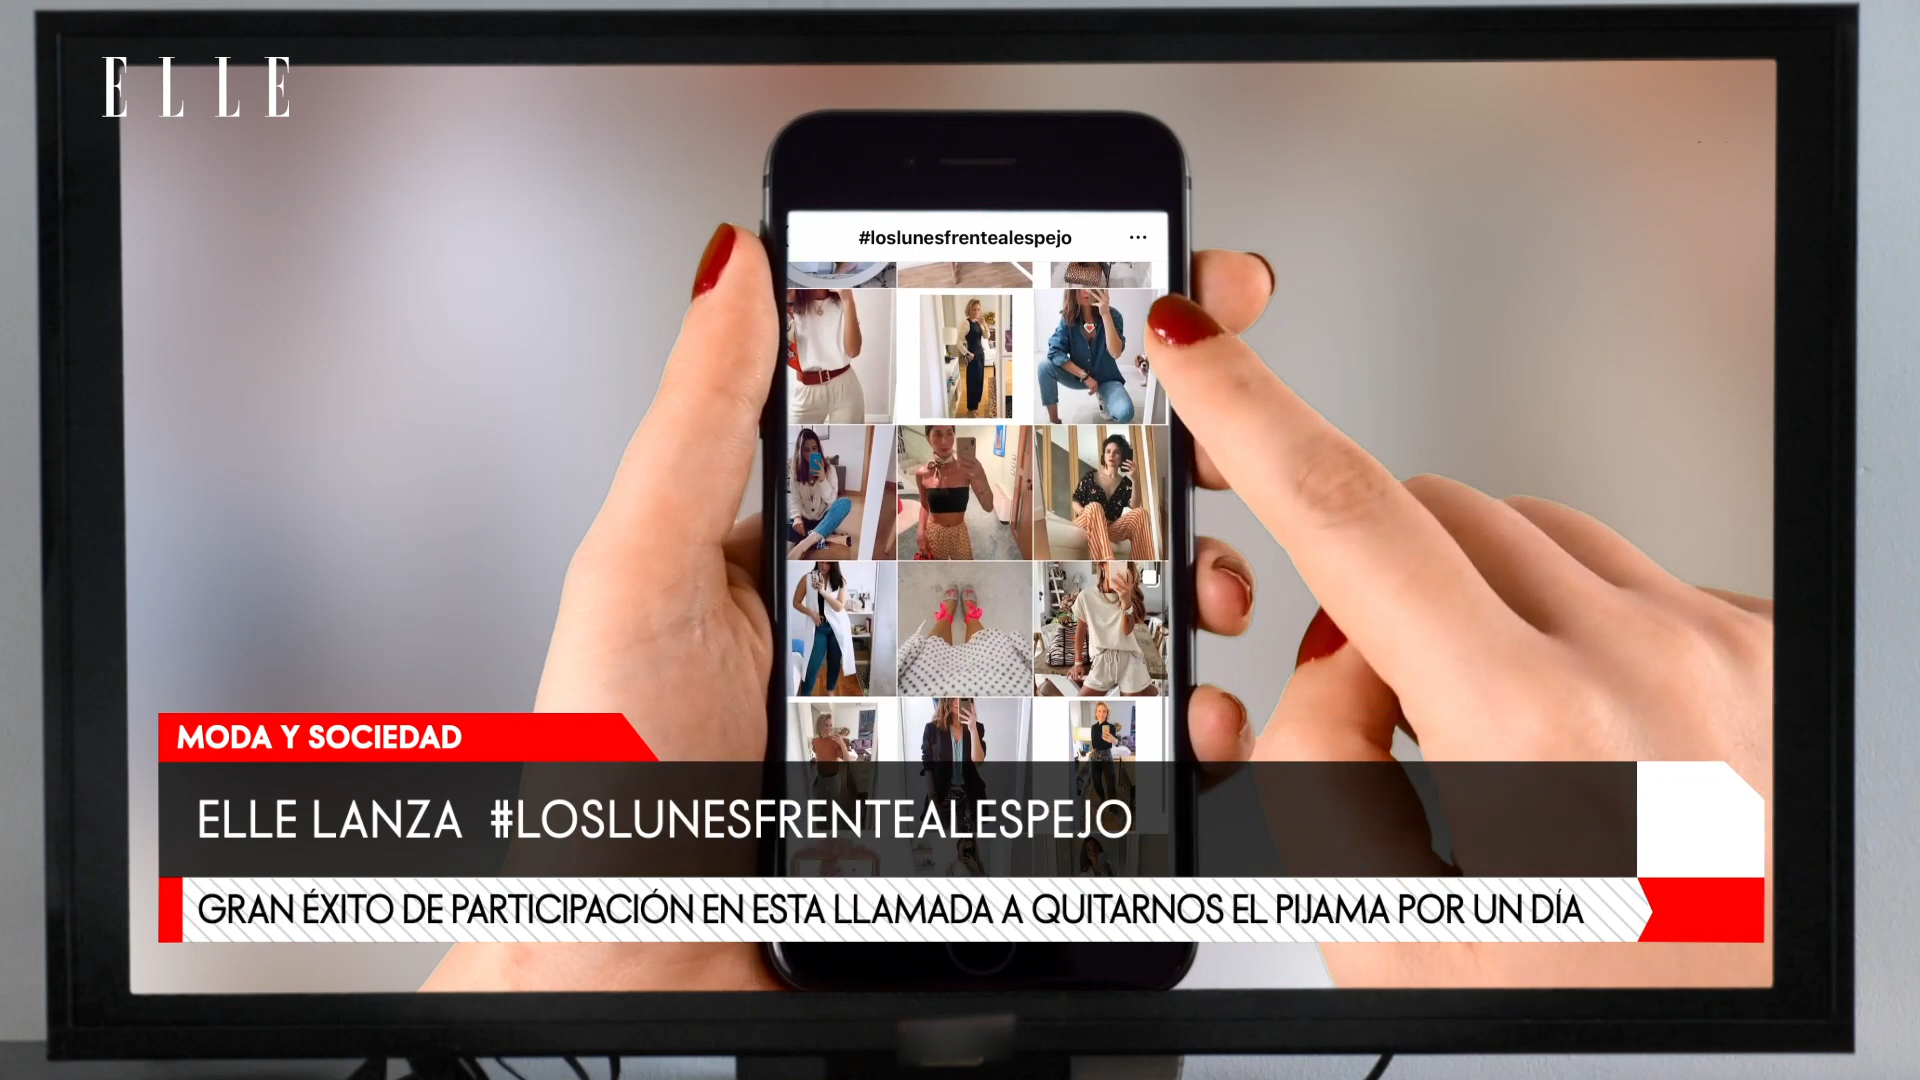 ELLE
#loslunesfrentealespejo
MODA Y SOCIEDAD
ELLE LANZA #LOSLUNESFRENTEALESPEJO
GRAN ÉXITO DE PARTICIPACIÓN EN ESTA LLAMADA A QUITARNOS EL PIJAMA POR UN DÍA